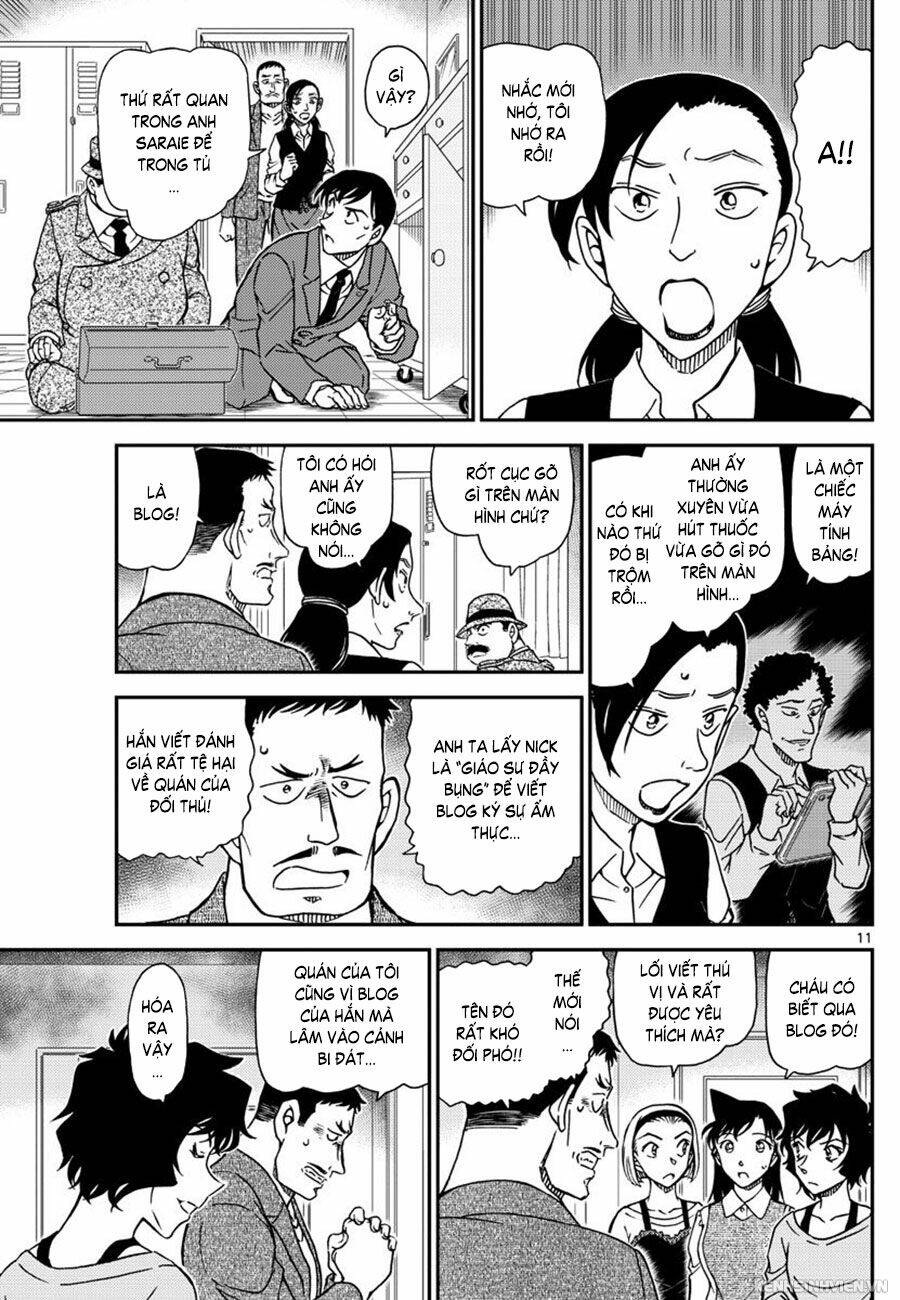 A!!
NHẮC MỚI
NHỚ, TÔI
NHỚ RA
RỒI!
GÌ
VẬY?
THỨ RẤT QUAN
TRONG ANH
SARAIE ĐỂ
TRONG TỦ
...
LÀ MỘT
CHIẾC
MÁY
TÍNH
BẢNG!
ANH ẤY
THƯỜNG
XUYÊN VỪA
HÚT THUỐC
VỪA GÕ GÌ ĐÓ
TRÊN MÀN
HÌNH...
CÓ KHI
NÀO THỨ
ĐÓ BỊ
TRỘM
RỒI...
RỐT CỤC GÕ
GÌ TRÊN MÀN
HÌNH CHỨ?
TÔI CÓ HỎI
ANH ẤY
CŨNG
KHÔNG
NÓI...
LÀ
BLOG!
ANH TA LẤY NICK
LÀ “GIÁO SƯ ĐẦY
BỤNG” ĐỂ VIẾT
BLOG KÝ SỰ ẨM
THỰC...
HẮN VIẾT ĐÁNH
GIÁ RẤT TỆ HẠI
VỀ QUÁN CỦA
ĐỐI THỦ!
11
CHÁU CÓ
BIẾT QUA
BLOG ĐÓ!
LỐI VIẾT THÚ
VỊ VÀ RẤT
ĐƯỢC YÊU
THÍCH MÀ?
THẾ
MỚI
NÓI
...
TÊN ĐÓ
RẤT KHÓ
ĐỐI PHÓ!!
QUÁN CỦA TÔI
CŨNG VÌ BLOG
CỦA HẮN MÀ
LÂM VÀO CẢNH
BI ĐÁT...
HÓA
RA
VẬY
KENHSINHVIEN.VN